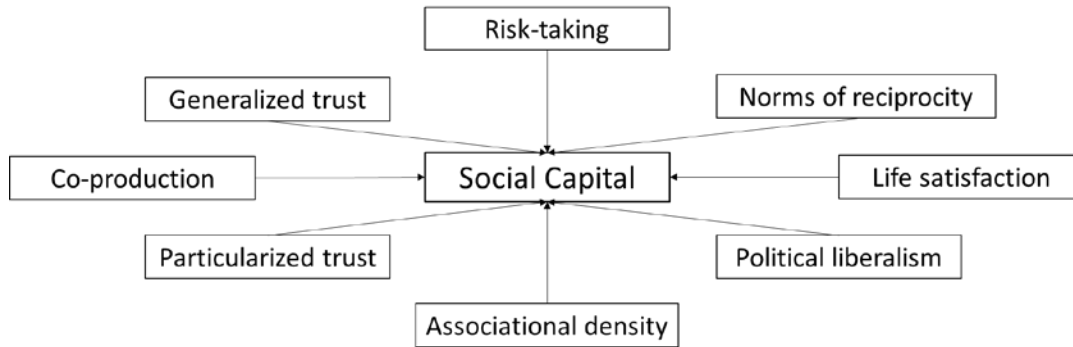 Risk-taking
Generalized trust
Norms of reciprocity
Co-production
Social Capital
Life satisfaction
Particularized trust
Political liberalism
Associational density